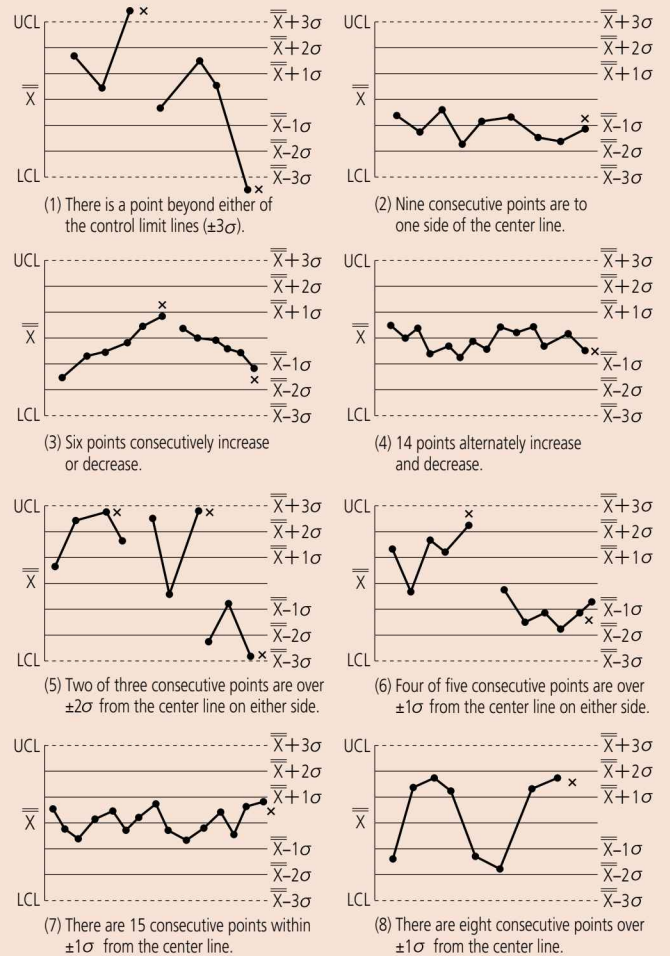 UCL × X̿+3σ
X̿+2σ
X̿+1σ
X̿
X̿−1σ
X̿−2σ
LCL × X̿−3σ
(1) There is a point beyond either of
the control limit lines (±3σ).
UCL X̿+3σ
X̿+2σ
X̿+1σ
X̿
× X̿−1σ
X̿−2σ
LCL X̿−3σ
(2) Nine consecutive points are to
one side of the center line.
UCL X̿+3σ
X̿+2σ
× X̿+1σ
X̿
X̿−1σ
× X̿−2σ
LCL X̿−3σ
(3) Six points consecutively increase
or decrease.
UCL X̿+3σ
X̿+2σ
X̿+1σ
X̿
× X̿−1σ
X̿−2σ
LCL X̿−3σ
(4) 14 points alternately increase
and decrease.
UCL × × X̿+3σ
X̿+2σ
X̿+1σ
X̿
X̿−1σ
X̿−2σ
LCL × X̿−3σ
(5) Two of three consecutive points are over
±2σ from the center line on either side.
UCL × X̿+3σ
X̿+2σ
X̿+1σ
X̿
X̿−1σ
× X̿−2σ
LCL X̿−3σ
(6) Four of five consecutive points are over
±1σ from the center line on either side.
UCL X̿+3σ
X̿+2σ
X̿+1σ
X̿ ×
X̿−1σ
X̿−2σ
LCL X̿−3σ
(7) There are 15 consecutive points within
±1σ from the center line.
UCL X̿+3σ
× X̿+2σ
X̿+1σ
X̿
X̿−1σ
X̿−2σ
LCL X̿−3σ
(8) There are eight consecutive points over
±1σ from the center line.